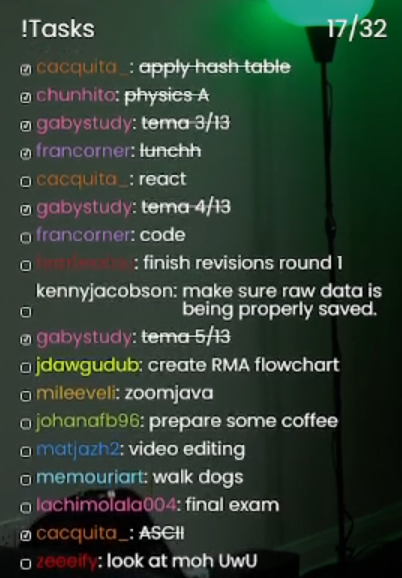 !Tasks 17/32
cacquita_: apply hash table
chunhito: physics A
gabystudy: tema 3/13
francorner: lunchh
cacquita_: react
gabystudy: tema 4/13
francorner: code
: finish revisions round 1
kennyjacobson: make sure raw data is
being properly saved.
gabystudy: tema 5/13
jdawgudub: create RMA flowchart
mileeveli: zoomjava
johanafb96: prepare some coffee
matjazh2: video editing
memouriart: walk dogs
lachimolala004: final exam
cacquita_: ASCII
zeeeify: look at moh UwU